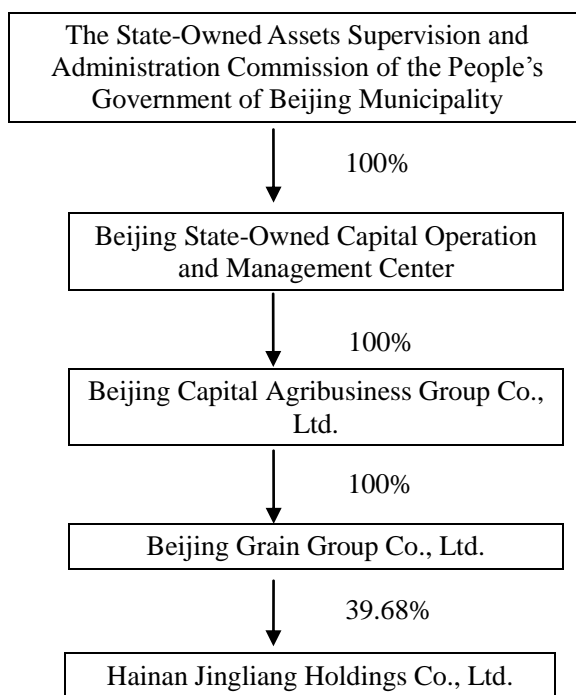 The State-Owned Assets Supervision and
Administration Commission of the People’s
Government of Beijing Municipality
100%
Beijing State-Owned Capital Operation
and Management Center
100%
Beijing Capital Agribusiness Group Co.,
Ltd.
100%
Beijing Grain Group Co., Ltd.
39.68%
Hainan Jingliang Holdings Co., Ltd.